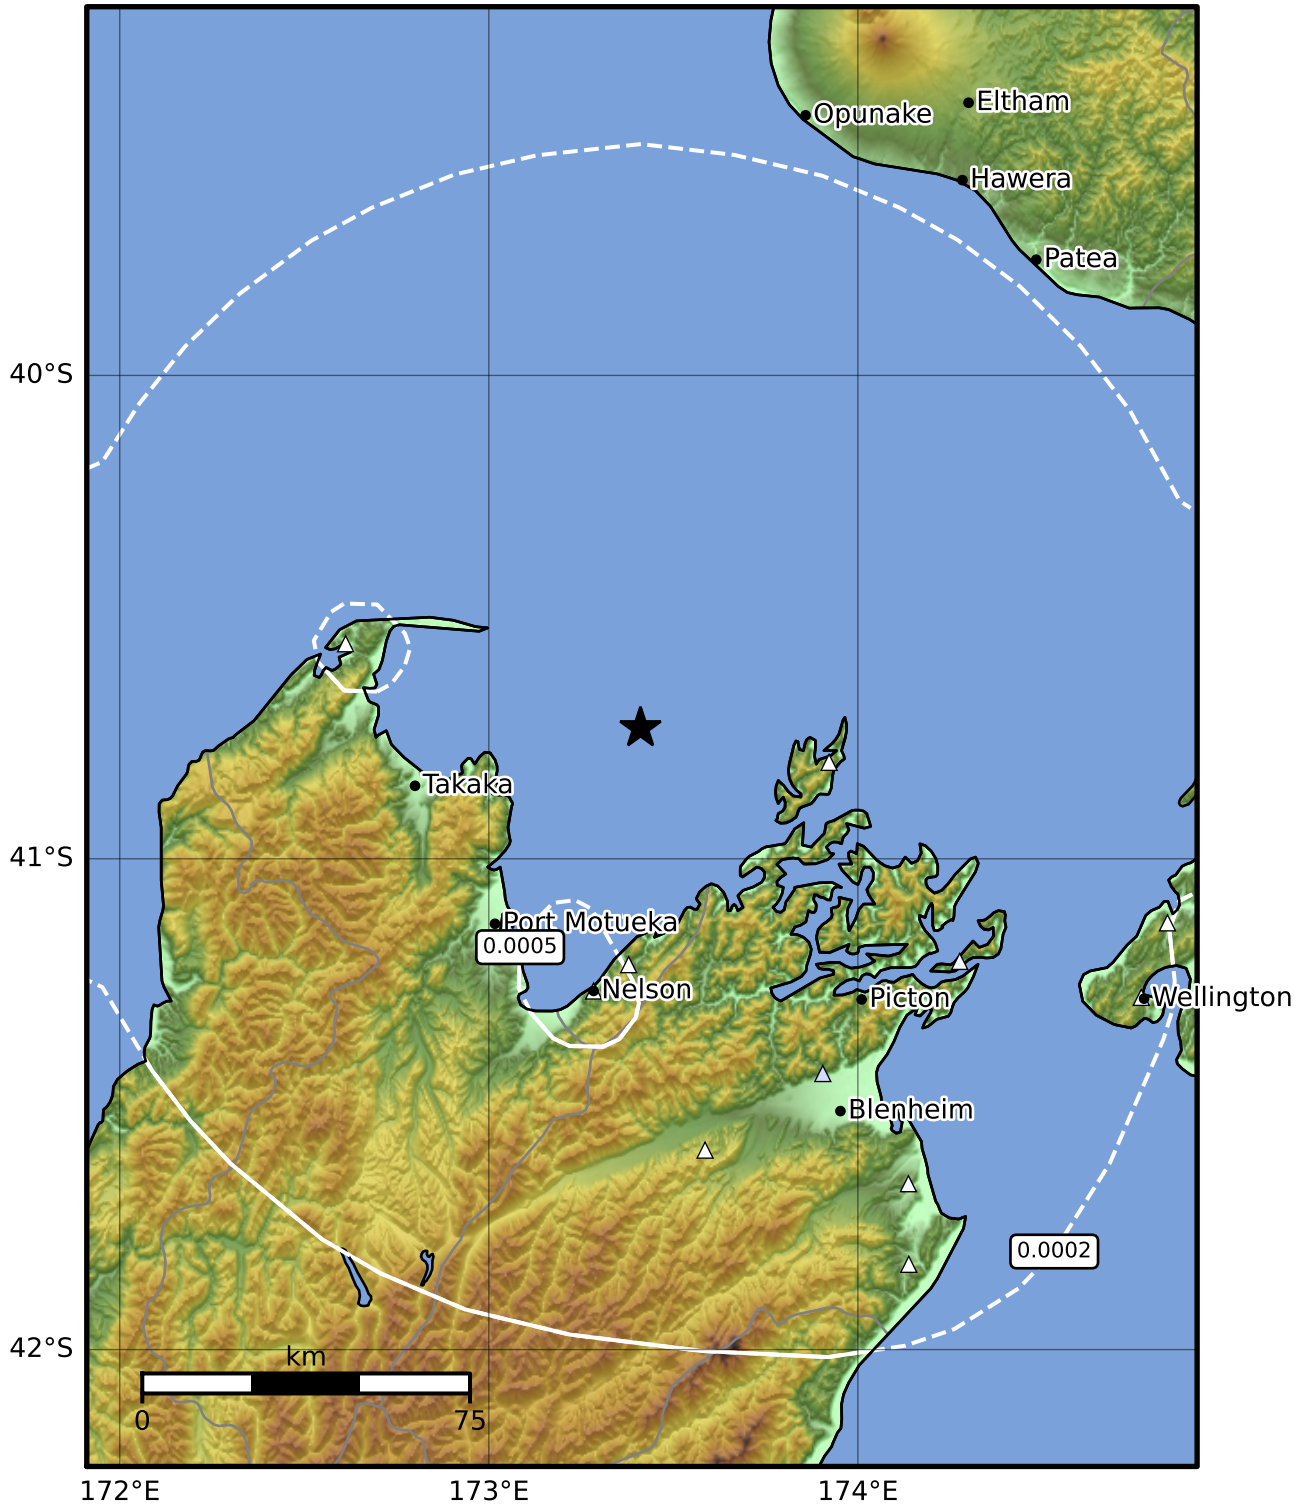 Eltham
Opunake
Hawera
Patea
40°S
Takaka
41°S
Port Motueka
0.0005
Nelson
Picton
Wellington
Blenheim
0.0002
42°S
km
0
75
172°E
173°E
174°E